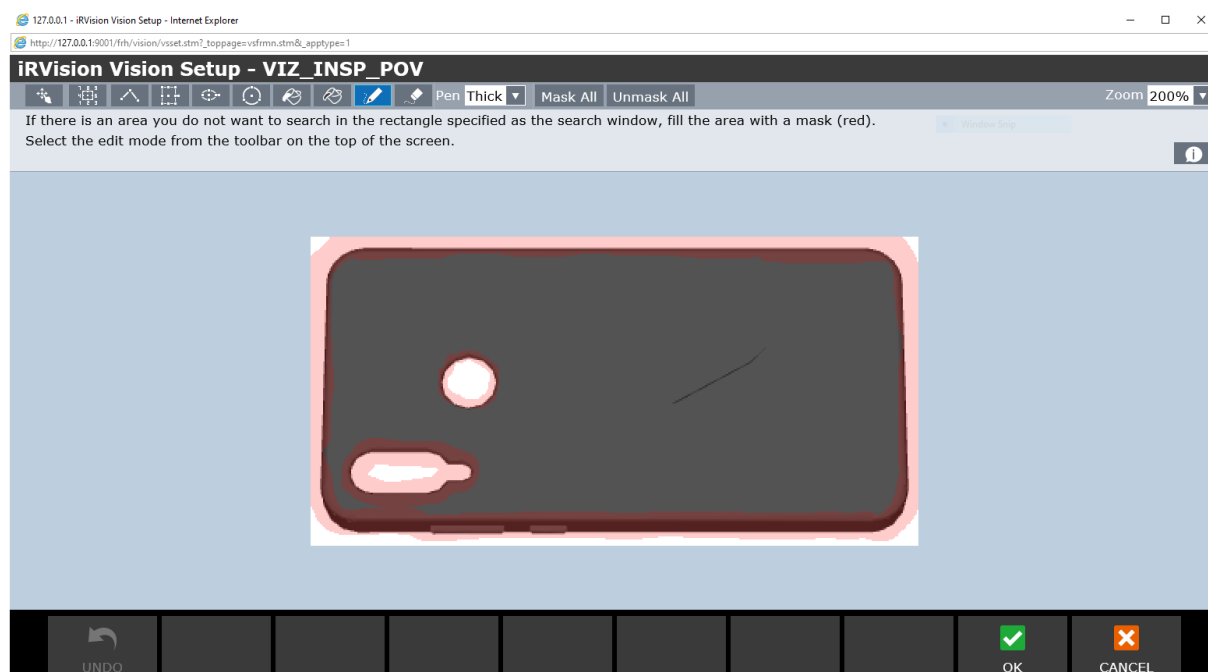 127.0.0.1 - iRVision Vision Setup - Internet Explorer
http://127.0.0.1:9001/frh/vision/vsset.stm?_toppage=vsfrmn.stm&_apptype=1
iRVision Vision Setup - VIZ_INSP_POV
Pen Thick Mask All Unmask All Zoom 200%
If there is an area you do not want to search in the rectangle specified as the search window, fill the area with a mask (red).
Window Snip
Select the edit mode from the toolbar on the top of the screen.
UNDO OK CANCEL